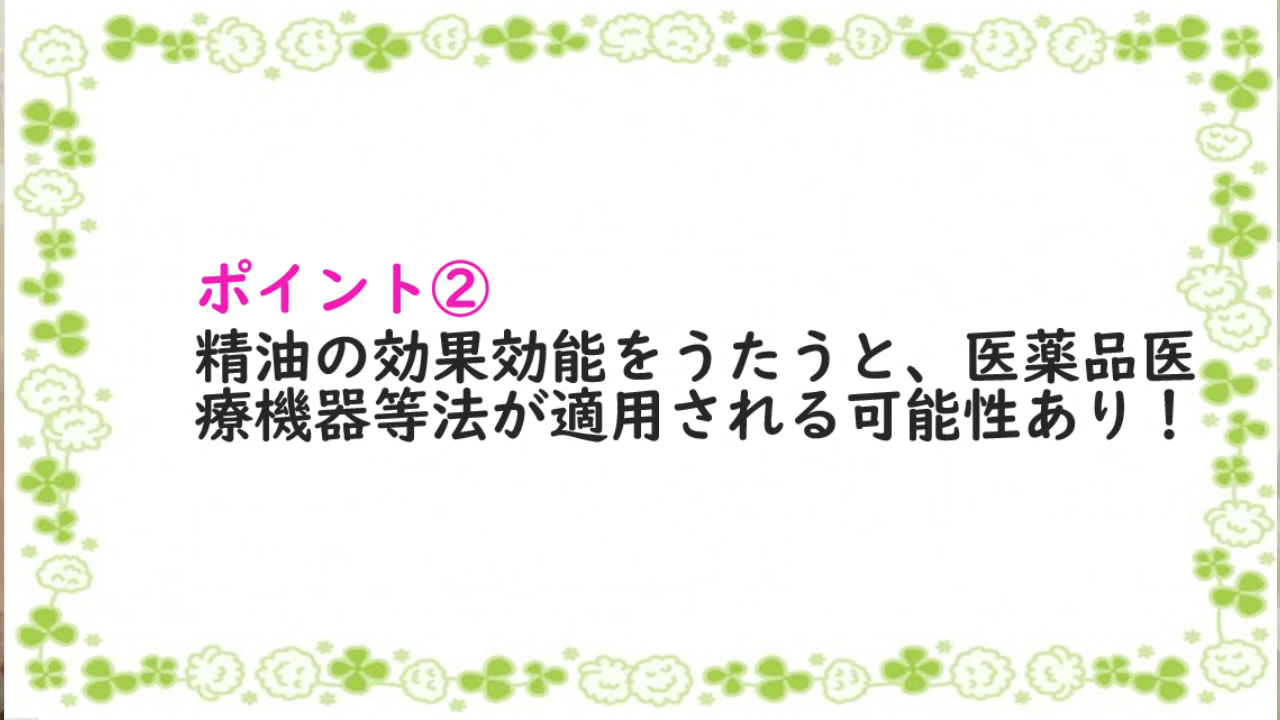 ポイント②
精油の効果効能をうたうと、医薬品医
療機器等法が適用される可能性あり！